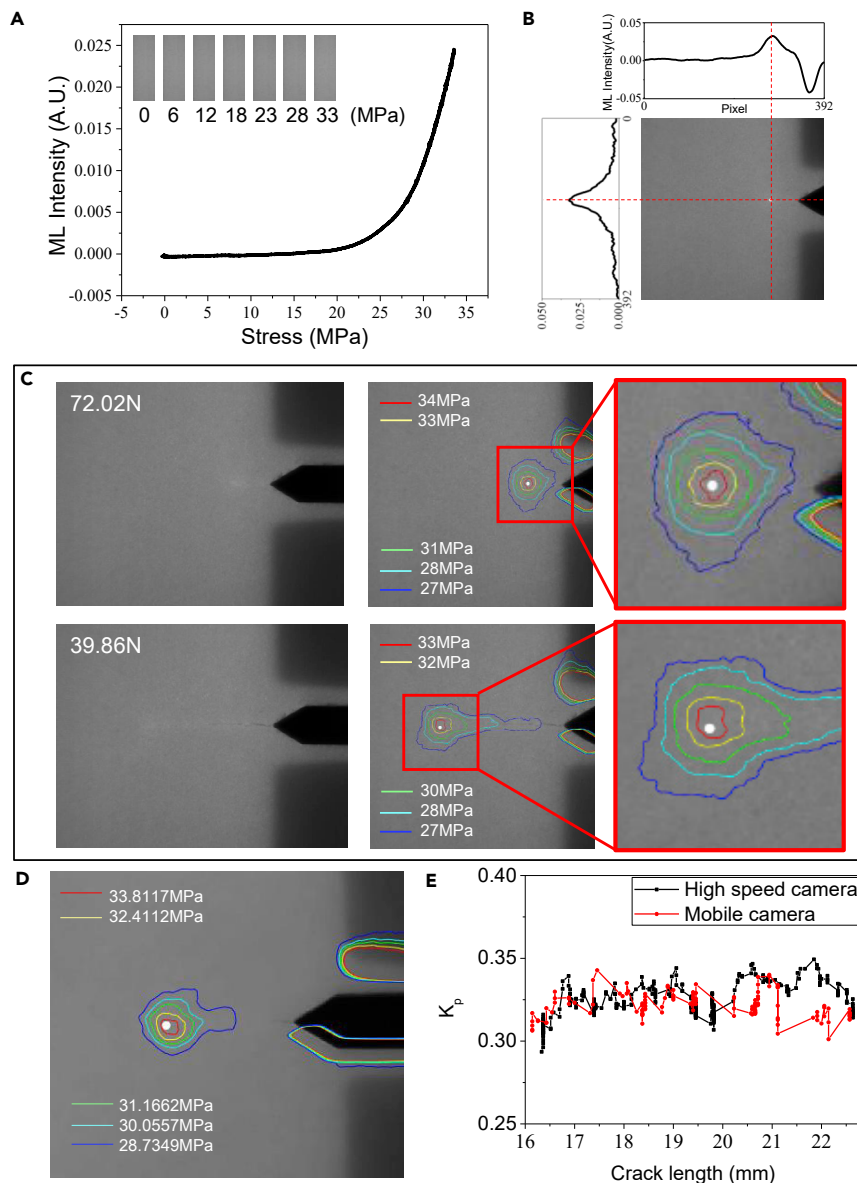 A
ML Intensity (A.U.)
0.025
0.020
0.015
0.010
0.005
0.000
-0.005
0 6 12 18 23 28 33 (MPa)
-5 0 5 10 15 20 25 30 35
Stress (MPa)
B
ML Intensity(A.U.)
0.05
0.00
-0.05
0 Pixel 392
0
392
0.050 0.025 0.000
C
72.02N
34MPa
33MPa
31MPa
28MPa
27MPa
39.86N
33MPa
32MPa
30MPa
28MPa
27MPa
D
33.8117MPa
32.4112MPa
31.1662MPa
30.0557MPa
28.7349MPa
E
Kp
0.40
0.35
0.30
0.25
High speed camera
Mobile camera
16 17 18 19 20 21 22
Crack length (mm)